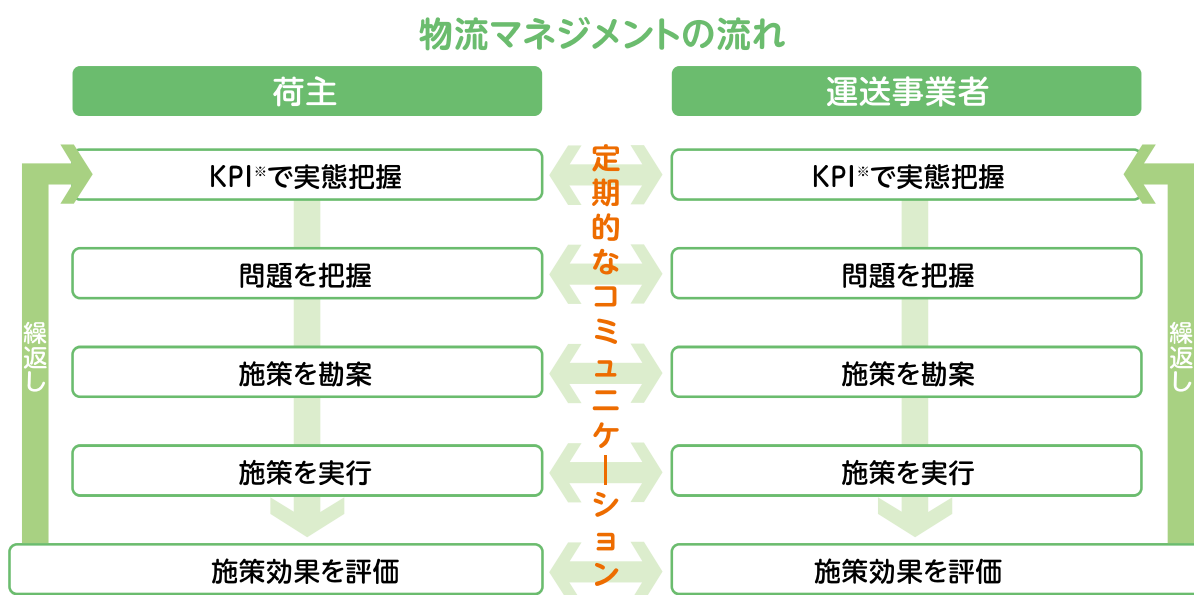 物流マネジメントの流れ
荷主
運送事業者
KPI※で実態把握
問題を把握
施策を勘案
施策を実行
施策効果を評価
繰返し
定期的なコミュニケーション
KPI※で実態把握
問題を把握
施策を勘案
施策を実行
施策効果を評価
繰返し